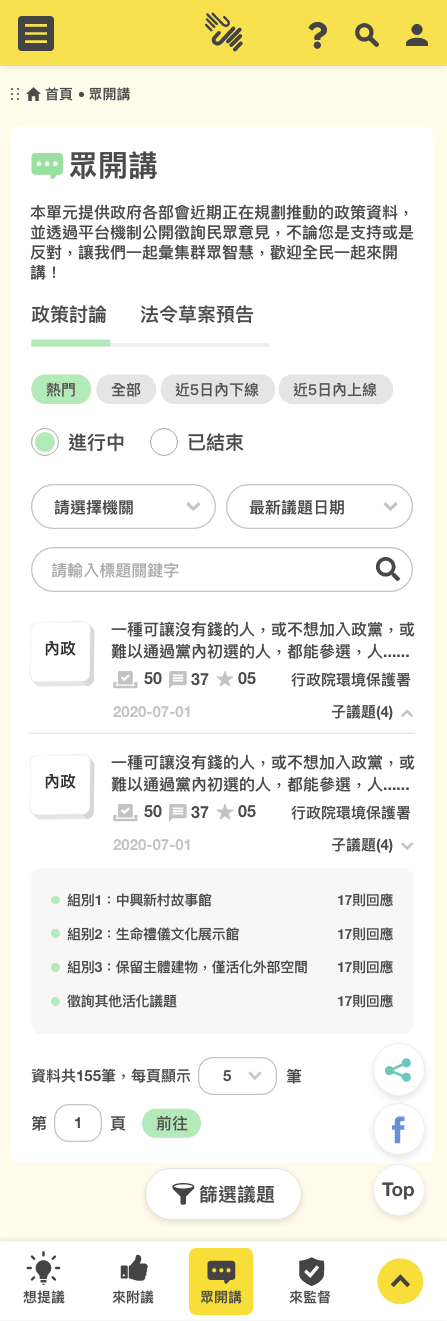 首頁 • 眾開講
眾開講
本單元提供政府各部會近期正在規劃推動的政策資料，
並透過平台機制公開徵詢民眾意見，不論您是支持或是
反對，讓我們一起彙集群眾智慧，歡迎全民一起來開
講！
政策討論 法令草案預告
熱門 全部 近5日內下線 近5日內上線
進行中 已結束
請選擇機關 最新議題日期
請輸入標題關鍵字
內政
一種可讓沒有錢的人，或不想加入政黨，或
難以通過黨內初選的人，都能參選，人......
50 37 05 行政院環境保護署
2020-07-01 子議題(4)
內政
一種可讓沒有錢的人，或不想加入政黨，或
難以通過黨內初選的人，都能參選，人......
50 37 05 行政院環境保護署
2020-07-01 子議題(4)
組別1：中興新村故事館 17則回應
組別2：生命禮儀文化展示館 17則回應
組別3：保留主體建物，僅活化外部空間 17則回應
徵詢其他活化議題 17則回應
資料共155筆，每頁顯示 5 筆
第 1 頁 前往
Top
篩選議題
想提議 來附議 眾開講 來監督